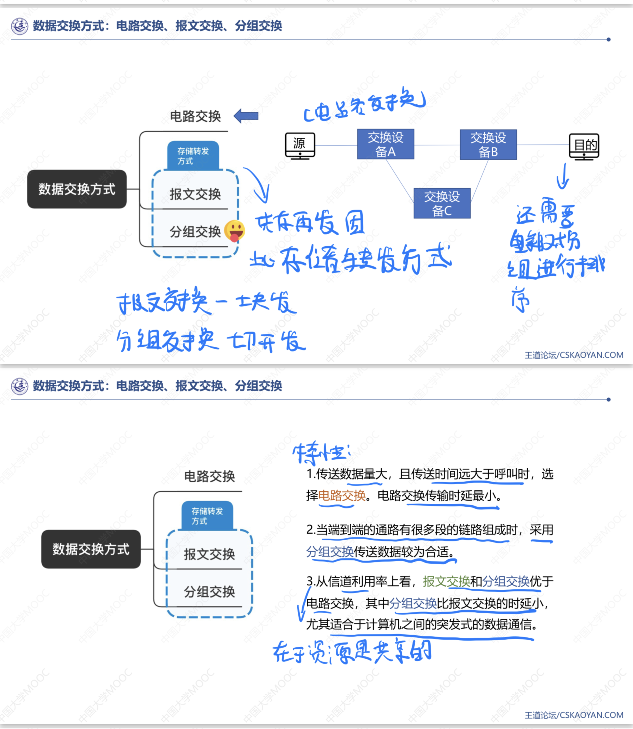 数据交换方式：电路交换、报文交换、分组交换
电路交换
(电路交换)
源
交换设
备A
交换设
备B
目的
存储转发
方式
数据交换方式
报文交换
交换设
备C
分组交换
先存再发 因
此 存储转发方式
还需要
对分
组进行排
序
报文交换一块发
分组交换 切开发
王道论坛/CSKAOYAN.COM
数据交换方式：电路交换、报文交换、分组交换
特性：
电路交换
存储转发
方式
数据交换方式
报文交换
分组交换
1.传送数据量大，且传送时间远大于呼叫时，选
择电路交换。电路交换传输时延最小。
2.当端到端的通路有很多段的链路组成时，采用
分组交换传送数据较为合适。
3.从信道利用率上看，报文交换和分组交换优于
电路交换，其中分组交换比报文交换的时延小，
尤其适合于计算机之间的突发式的数据通信。
在于资源是共享的
王道论坛/CSKAOYAN.COM
中国大学MOOC